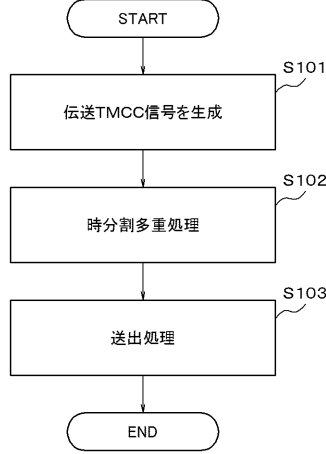 START
S101
伝送TMCC信号を生成
S102
時分割多重処理
S103
送出処理
END